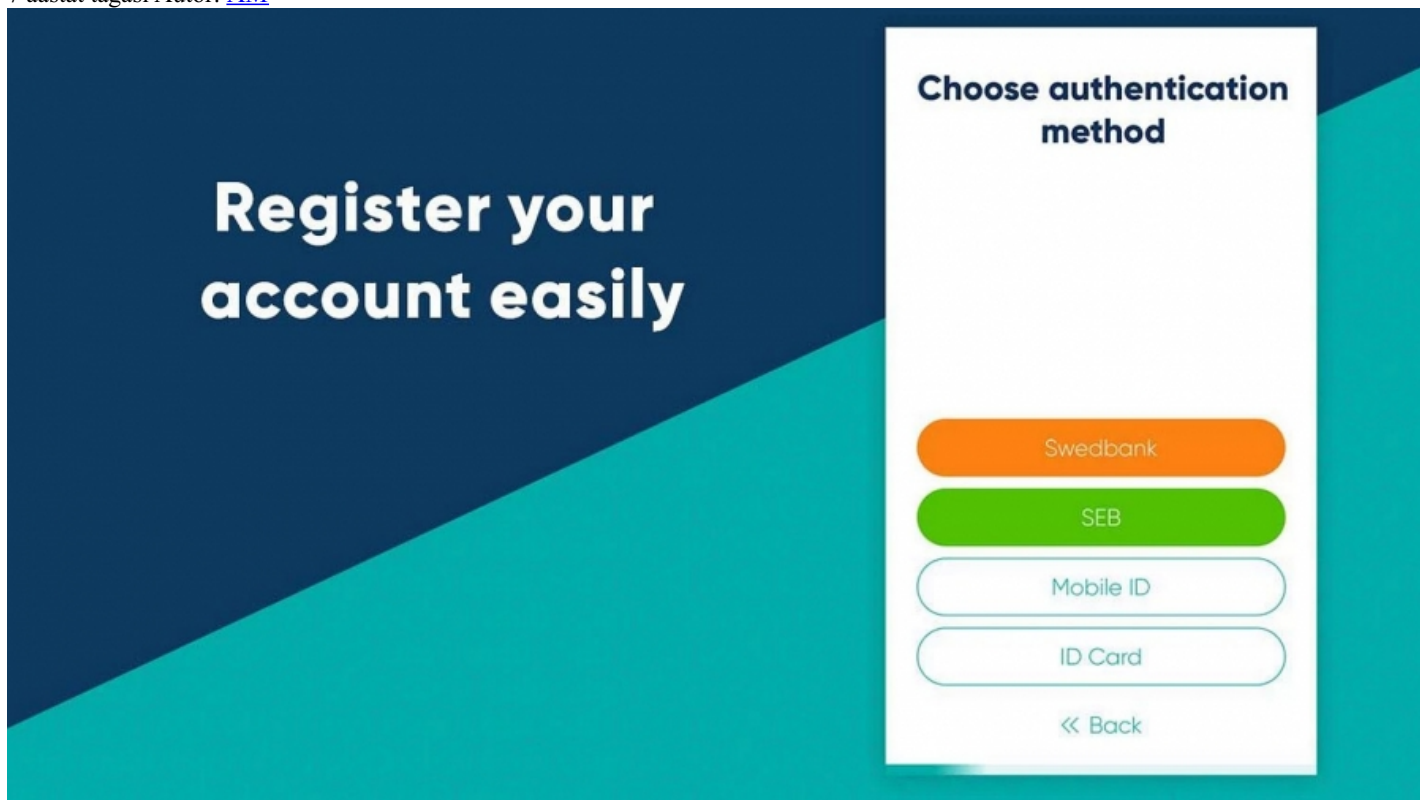 Register your
account easily
Choose authentication
method
Swedbank
SEB
Mobile ID
ID Card
« Back